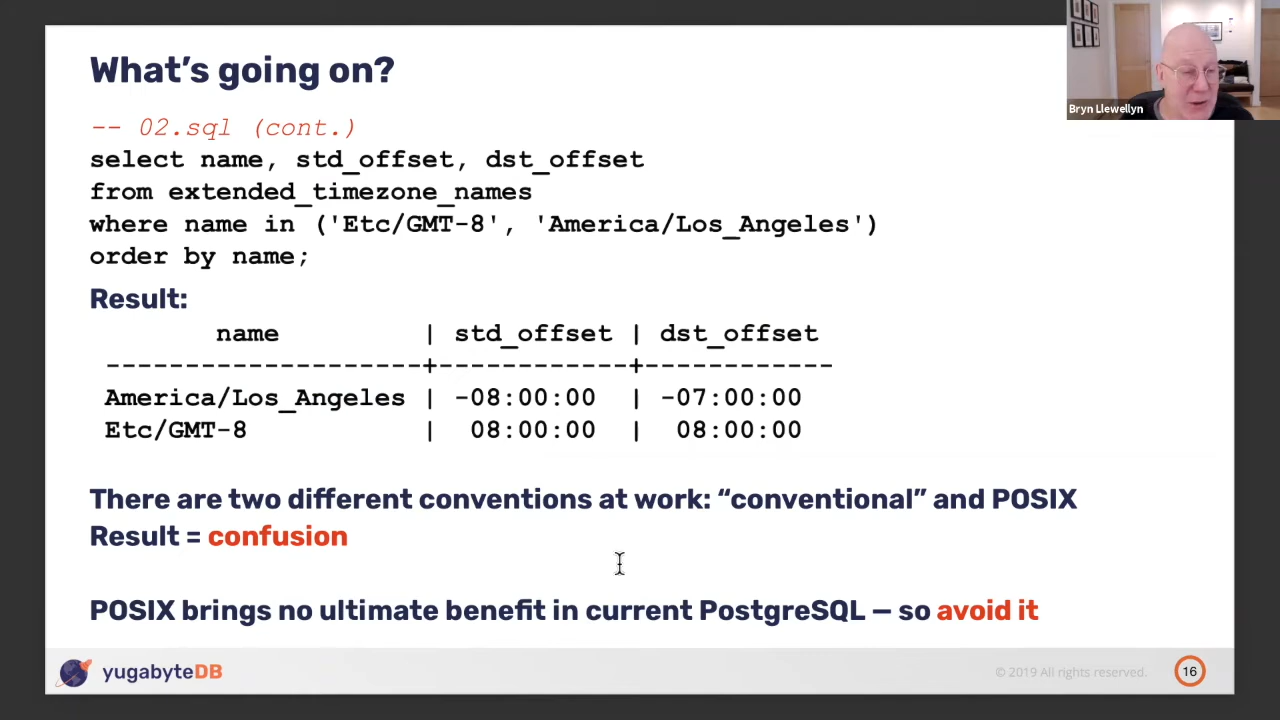 What's going on?
Bryn Llewellyn
-- 02.sql (cont.)
select name, std_offset, dst_offset
from extended_timezone_names
where name in ('Etc/GMT-8', 'America/Los_Angeles')
order by name;
Result:
name | std_offset | dst_offset
---------------------+------------+------------
America/Los_Angeles | -08:00:00 | -07:00:00
Etc/GMT-8 | 08:00:00 | 08:00:00
There are two different conventions at work: “conventional” and POSIX
Result = confusion
POSIX brings no ultimate benefit in current PostgreSQL — so avoid it
yugabyteDB
© 2019 All rights reserved.
16